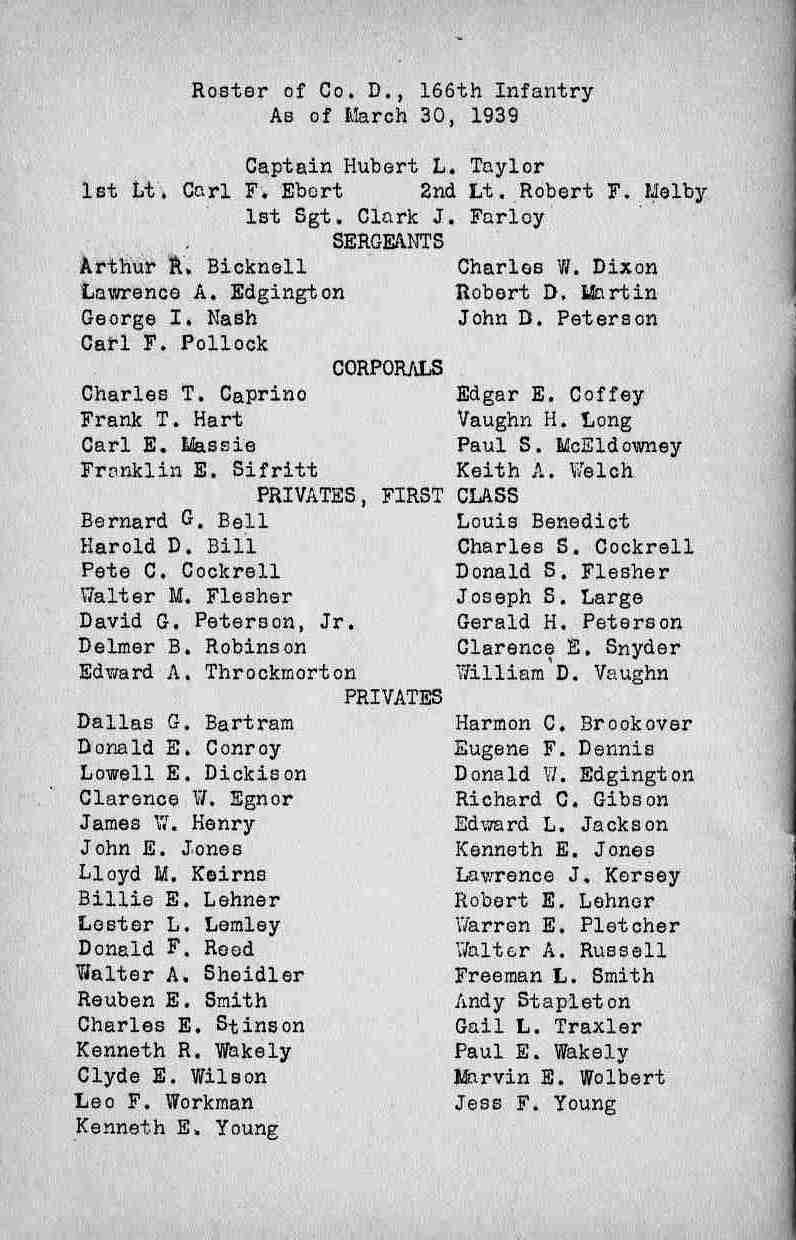 Roster of Co. D., 166th Infantry
As of March 30, 1939
Captain Hubert L. Taylor
1st Lt. Carl F. Ebert 2nd Lt. Robert F. Melby
1st Sgt. Clark J. Farley
SERGEANTS
Arthur R. Bicknell Charles W. Dixon
Lawrence A. Edgington Robert D. Martin
George I. Nash John D. Peterson
Carl F. Pollock
CORPORALS
Charles T. Caprino Edgar E. Coffey
Frank T. Hart Vaughn H. Long
Carl E. Massie Paul S. McEldowney
Franklin E. Sifritt Keith A. Welch
PRIVATES, FIRST CLASS
Bernard G. Bell Louis Benedict
Harold D. Bill Charles S. Cockrell
Pete C. Cockrell Donald S. Flesher
Walter M. Flesher Joseph S. Large
David G. Peterson, Jr. Gerald H. Peterson
Delmer B. Robinson Clarence E. Snyder
Edward A. Throckmorton William D. Vaughn
PRIVATES
Dallas G. Bartram Harmon C. Brookover
Donald E. Conroy Eugene F. Dennis
Lowell E. Dickison Donald W. Edgington
Clarence W. Egnor Richard C. Gibson
James W. Henry Edward L. Jackson
John E. Jones Kenneth E. Jones
Lloyd M. Keirns Lawrence J. Kersey
Billie E. Lehner Robert E. Lehner
Lester L. Lemley Warren E. Pletcher
Donald F. Reed Walter A. Russell
Walter A. Sheidler Freeman L. Smith
Reuben E. Smith Andy Stapleton
Charles E. Stinson Gail L. Traxler
Kenneth R. Wakely Paul E. Wakely
Clyde E. Wilson Marvin E. Wolbert
Leo F. Workman Jess F. Young
Kenneth E. Young